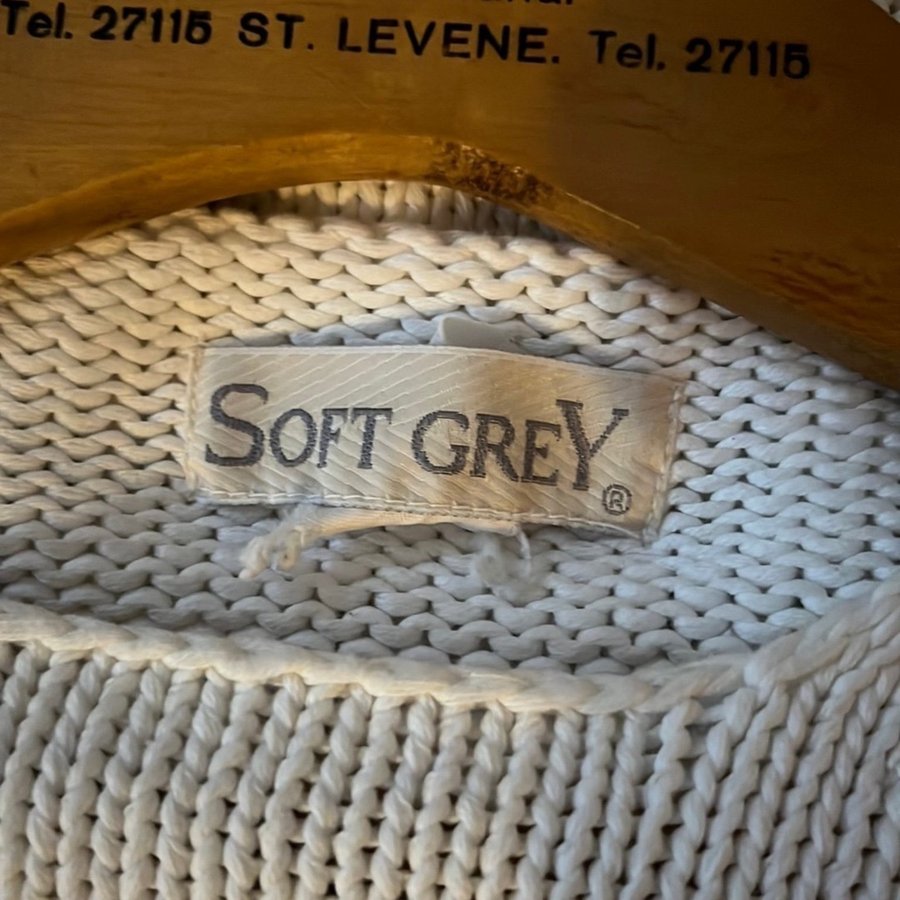 Tel. 27115 ST. LEVENE. Tel. 27115
SOFT GREY ®